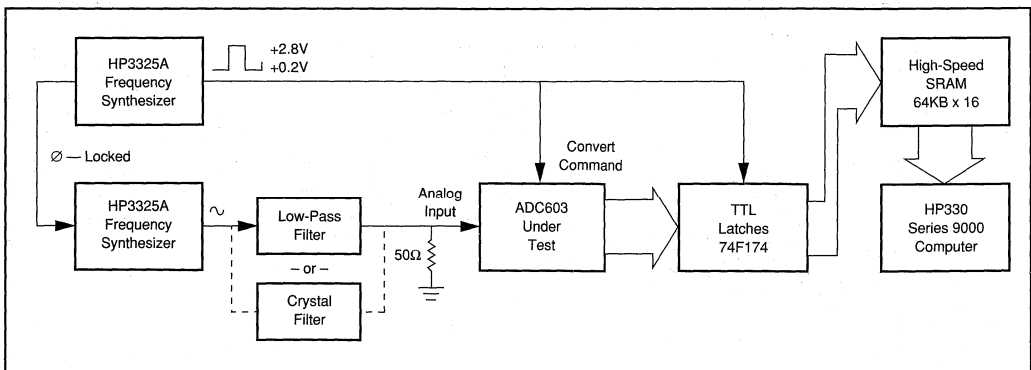 HP3325A
Frequency
Synthesizer
+2.8V
+0.2V
High-Speed
SRAM
64KB x 16
Ø — Locked
Convert
Command
HP3325A
Frequency
Synthesizer
∿
Low-Pass
Filter
– or –
Crystal
Filter
Analog
Input
50Ω
ADC603
Under
Test
TTL
Latches
74F174
HP330
Series 9000
Computer